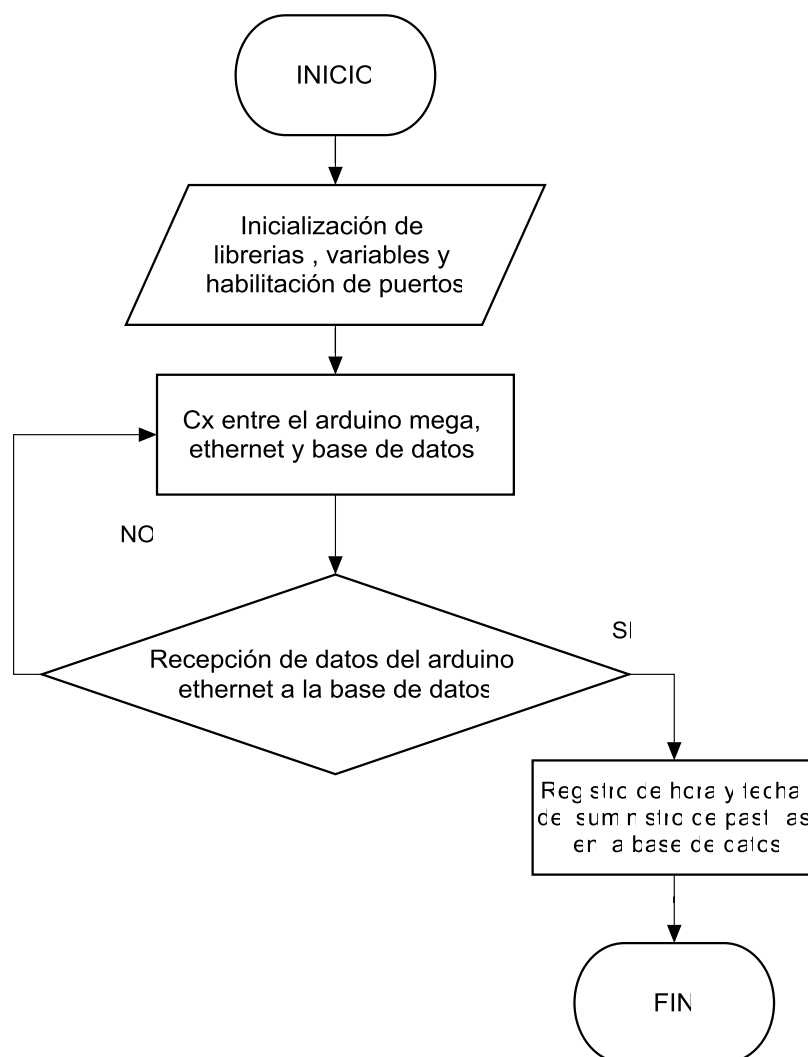 INICIO
Inicialización de
librerias , variables y
habilitación de puertos
Cx entre el arduino mega,
ethernet y base de datos
NO
Recepción de datos del arduino
ethernet a la base de datos
SI
Registro de hora y fecha
del suministro de pastillas
en la base de datos
FIN